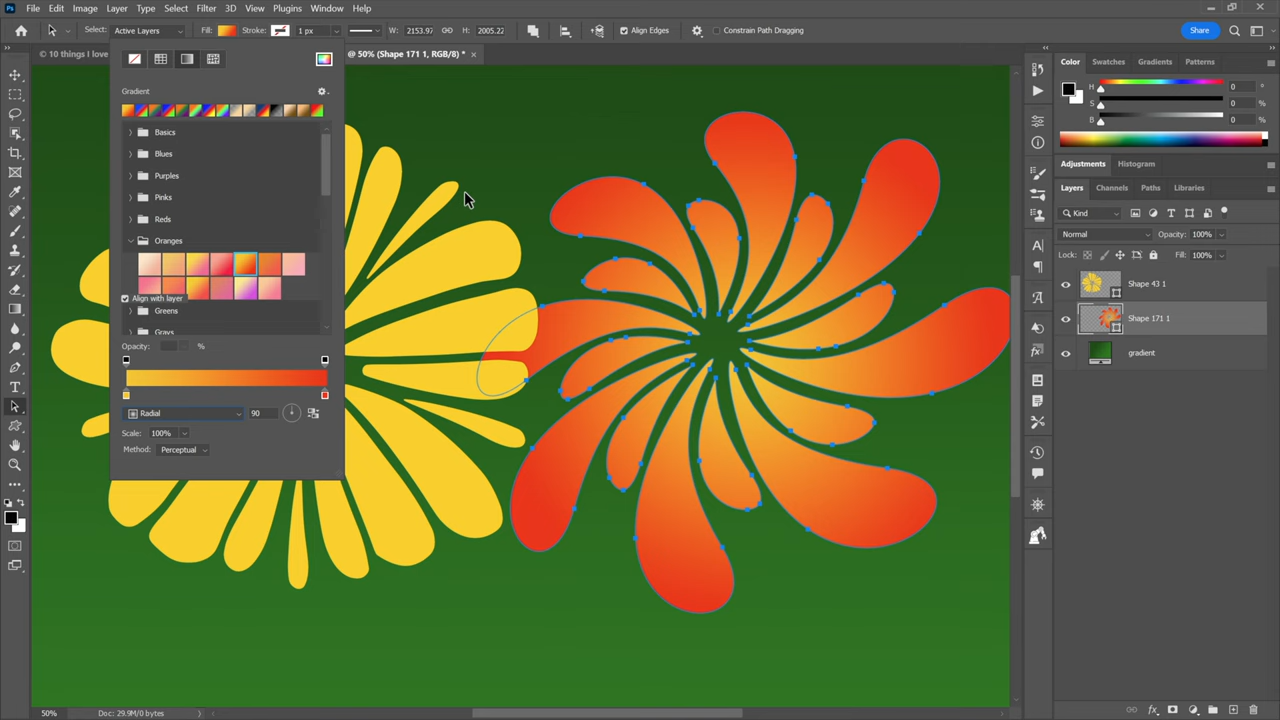 Ps File Edit Image Layer Type Select Filter 3D View Plugins Window Help
Select: Active Layers Fill: Stroke: 1 px W: 2153.97 H: 2005.22 Align Edges Constrain Path Dragging Share
© 10 things I love @ 50% (Shape 171 1, RGB/8) * ×
Gradient
Basics
Blues
Purples
Pinks
Reds
Oranges
Align with layer
Greens
Grays
Opacity: %
Radial 90
Scale: 100%
Method: Perceptual
Color Swatches Gradients Patterns
H 0 °
S 0 %
B 0 %
Adjustments Histogram
Layers Channels Paths Libraries
Kind
Normal Opacity: 100%
Lock: Fill: 100%
Shape 43 1
Shape 171 1
gradient
50% Doc: 29.9M/0 bytes